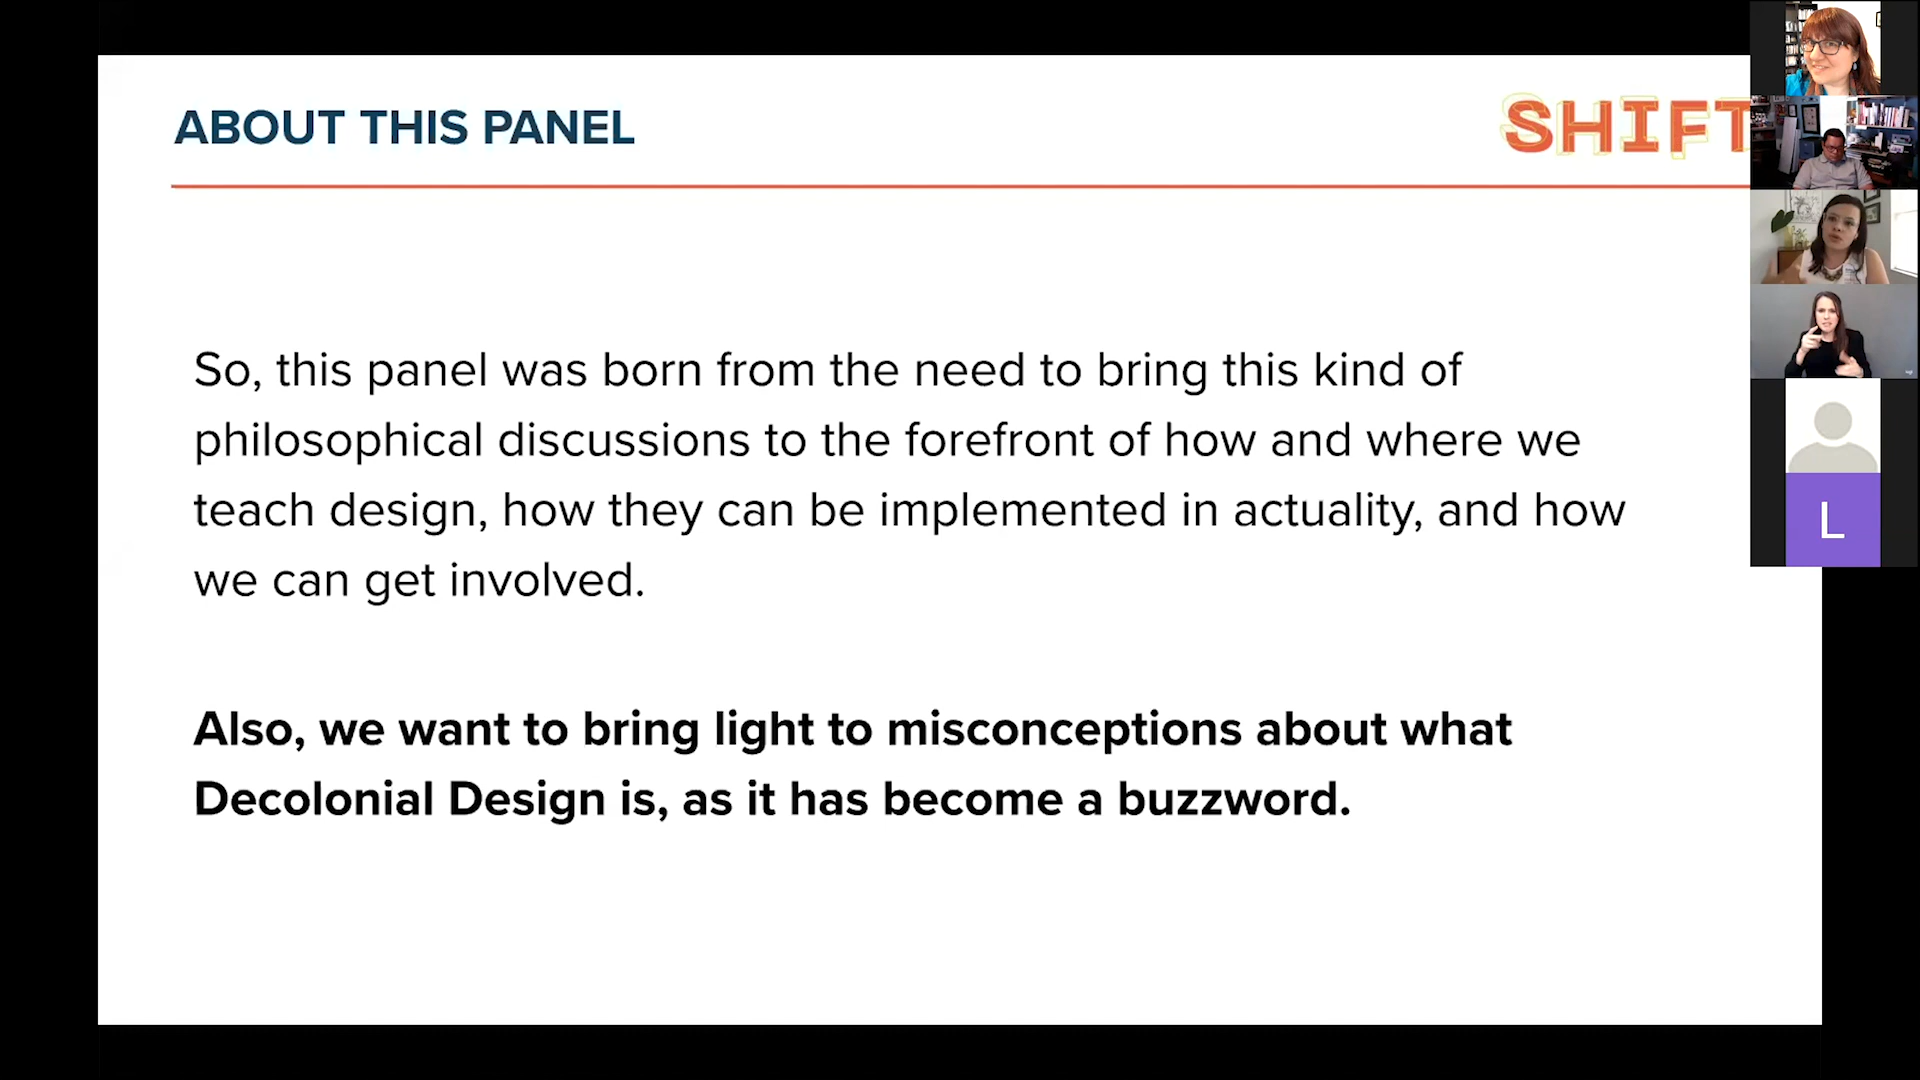 ABOUT THIS PANEL
SHIFT
So, this panel was born from the need to bring this kind of
philosophical discussions to the forefront of how and where we
teach design, how they can be implemented in actuality, and how
we can get involved.
Also, we want to bring light to misconceptions about what
Decolonial Design is, as it has become a buzzword.
L